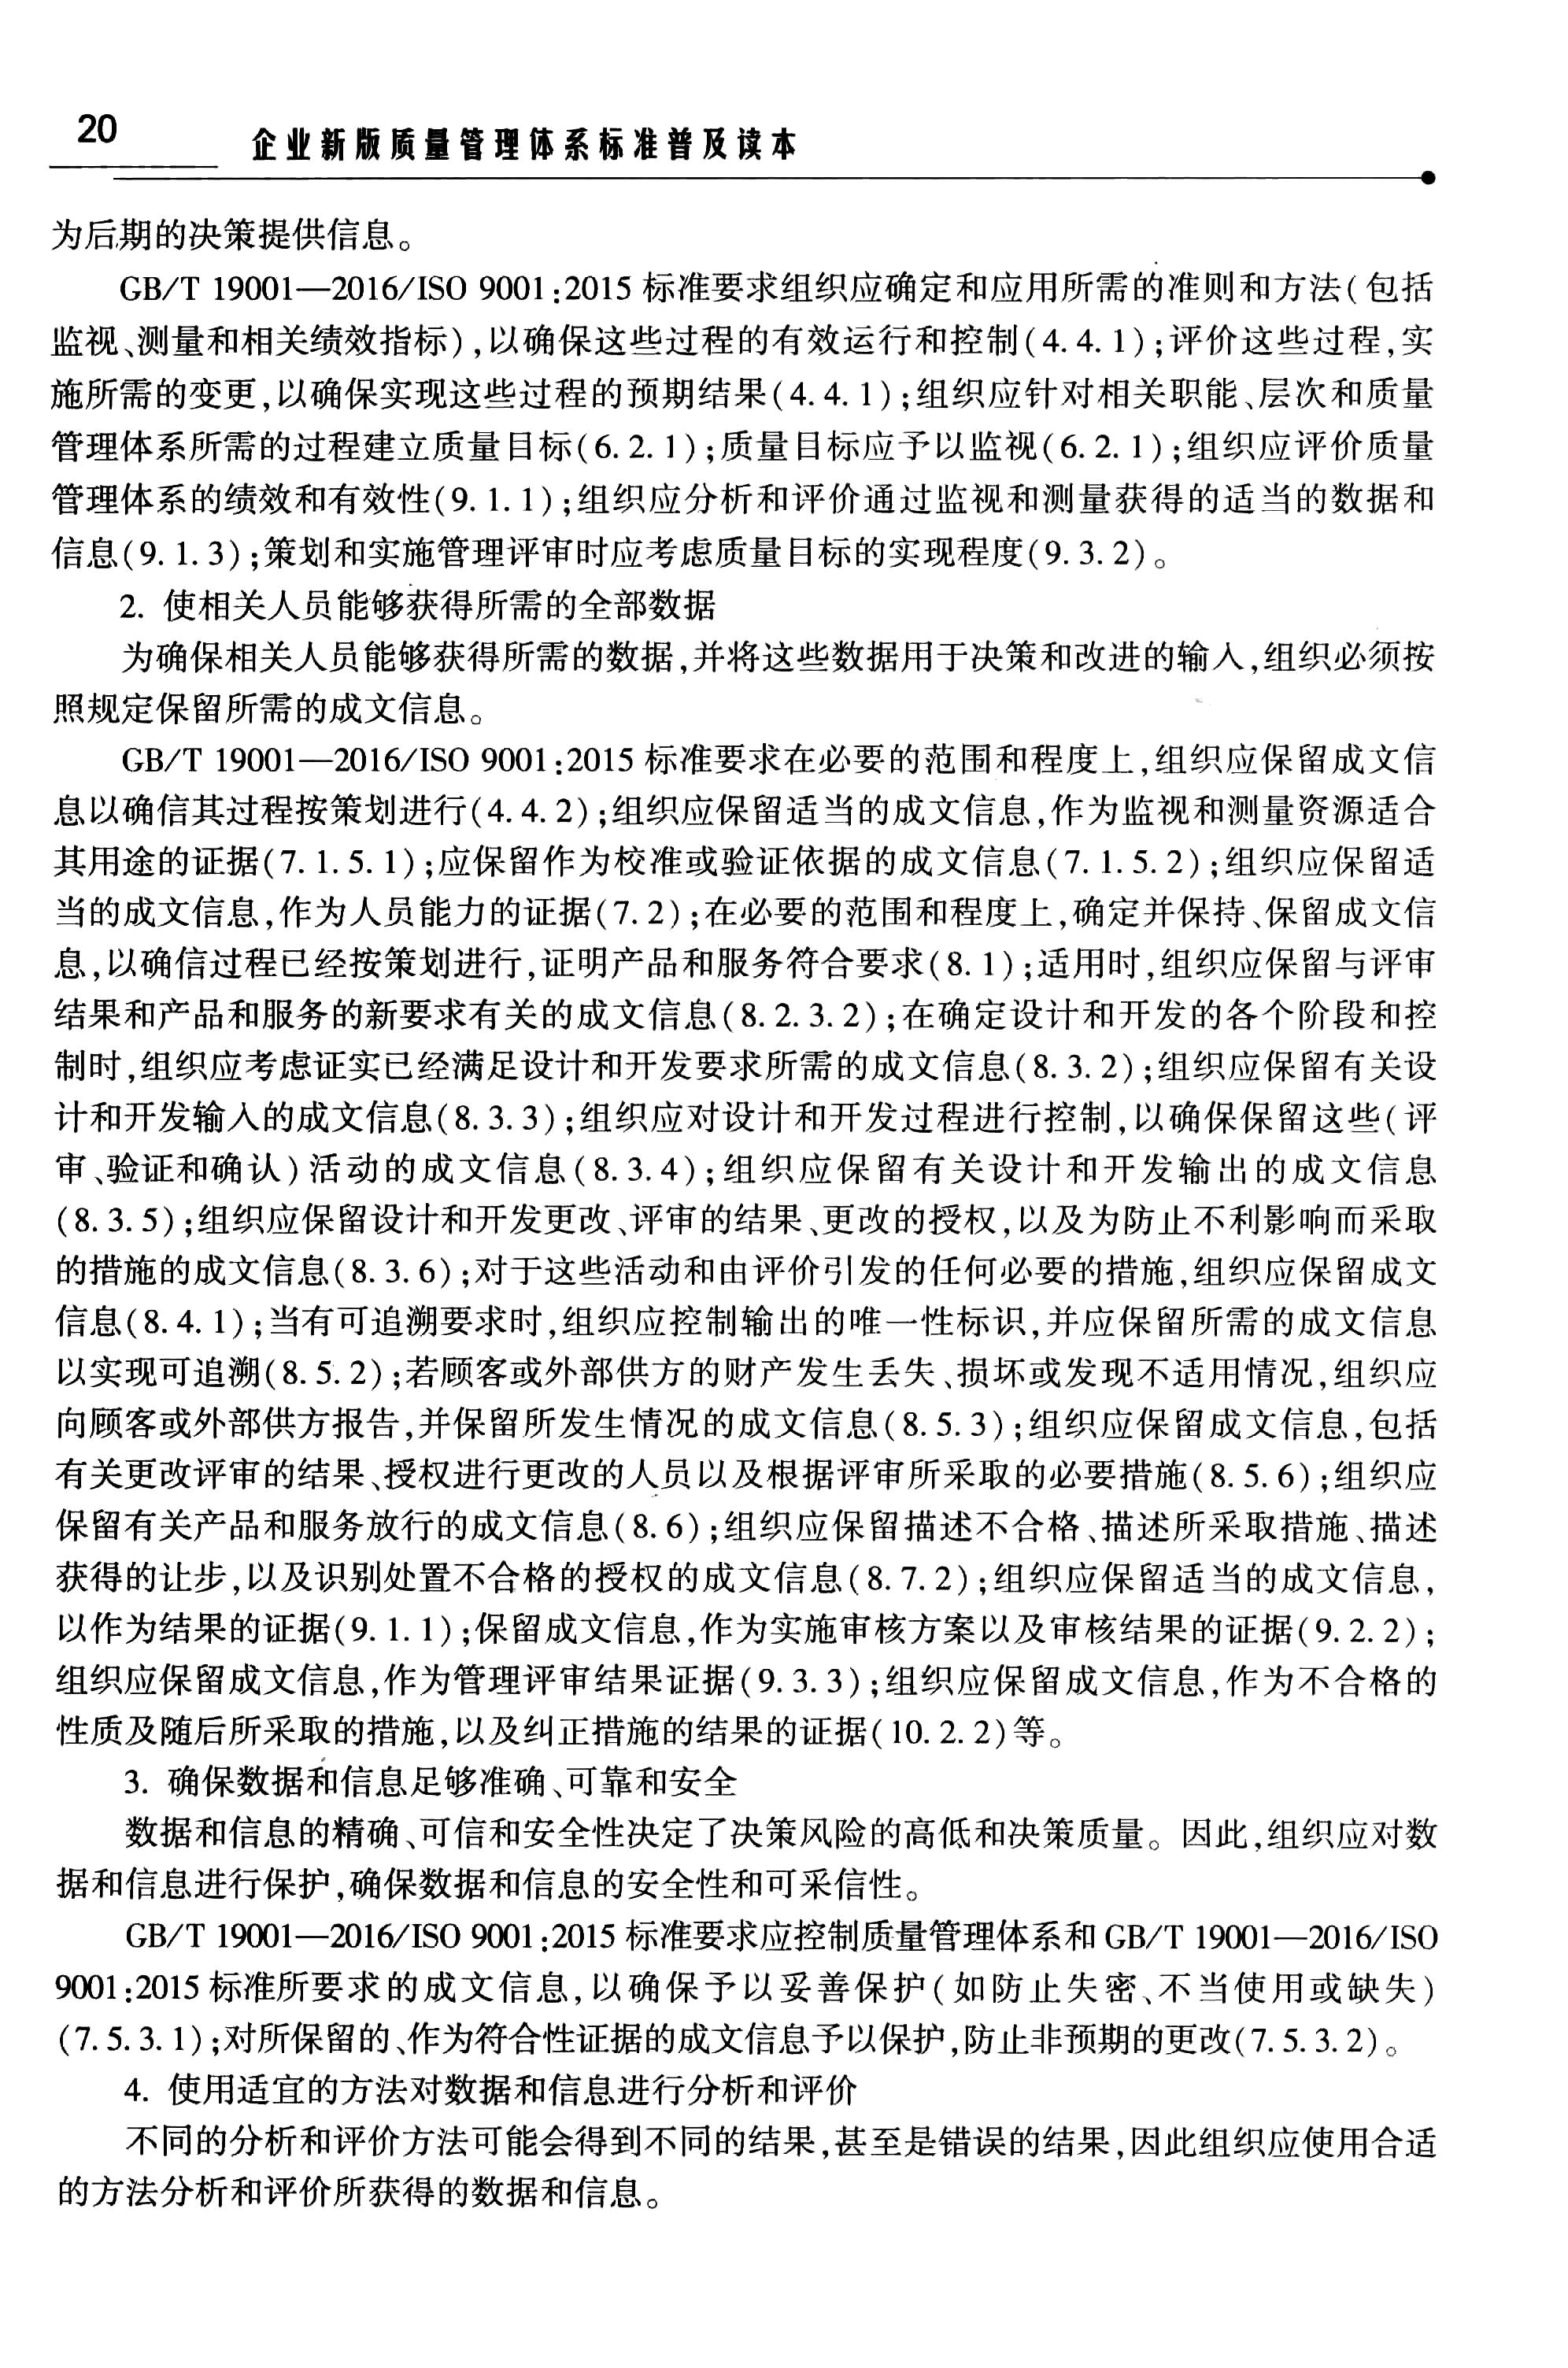 20
企业新版质量管理体系标准普及读本
为后期的决策提供信息。
GB/T 19001—2016/ISO 9001:2015 标准要求组织应确定和应用所需的准则和方法(包括
监视、测量和相关绩效指标),以确保这些过程的有效运行和控制(4.4.1);评价这些过程,实
施所需的变更,以确保实现这些过程的预期结果(4.4.1);组织应针对相关职能、层次和质量
管理体系所需的过程建立质量目标(6.2.1);质量目标应予以监视(6.2.1);组织应评价质量
管理体系的绩效和有效性(9.1.1);组织应分析和评价通过监视和测量获得的适当的数据和
信息(9.1.3);策划和实施管理评审时应考虑质量目标的实现程度(9.3.2)。
2. 使相关人员能够获得所需的全部数据
为确保相关人员能够获得所需的数据,并将这些数据用于决策和改进的输入,组织必须按
照规定保留所需的成文信息。
GB/T 19001—2016/ISO 9001:2015 标准要求在必要的范围和程度上,组织应保留成文信
息以确信其过程按策划进行(4.4.2);组织应保留适当的成文信息,作为监视和测量资源适合
其用途的证据(7.1.5.1);应保留作为校准或验证依据的成文信息(7.1.5.2);组织应保留适
当的成文信息,作为人员能力的证据(7.2);在必要的范围和程度上,确定并保持、保留成文信
息,以确信过程已经按策划进行,证明产品和服务符合要求(8.1);适用时,组织应保留与评审
结果和产品和服务的新要求有关的成文信息(8.2.3.2);在确定设计和开发的各个阶段和控
制时,组织应考虑证实已经满足设计和开发要求所需的成文信息(8.3.2);组织应保留有关设
计和开发输入的成文信息(8.3.3);组织应对设计和开发过程进行控制,以确保保留这些(评
审、验证和确认)活动的成文信息(8.3.4);组织应保留有关设计和开发输出的成文信息
(8.3.5);组织应保留设计和开发更改、评审的结果、更改的授权,以及为防止不利影响而采取
的措施的成文信息(8.3.6);对于这些活动和由评价引发的任何必要的措施,组织应保留成文
信息(8.4.1);当有可追溯要求时,组织应控制输出的唯一性标识,并应保留所需的成文信息
以实现可追溯(8.5.2);若顾客或外部供方的财产发生丢失、损坏或发现不适用情况,组织应
向顾客或外部供方报告,并保留所发生情况的成文信息(8.5.3);组织应保留成文信息,包括
有关更改评审的结果、授权进行更改的人员以及根据评审所采取的必要措施(8.5.6);组织应
保留有关产品和服务放行的成文信息(8.6);组织应保留描述不合格、描述所采取措施、描述
获得的让步,以及识别处置不合格的授权的成文信息(8.7.2);组织应保留适当的成文信息,
以作为结果的证据(9.1.1);保留成文信息,作为实施审核方案以及审核结果的证据(9.2.2);
组织应保留成文信息,作为管理评审结果证据(9.3.3);组织应保留成文信息,作为不合格的
性质及随后所采取的措施,以及纠正措施的结果的证据(10.2.2)等。
3. 确保数据和信息足够准确、可靠和安全
数据和信息的精确、可信和安全性决定了决策风险的高低和决策质量。因此,组织应对数
据和信息进行保护,确保数据和信息的安全性和可采信性。
GB/T 19001—2016/ISO 9001:2015 标准要求应控制质量管理体系和 GB/T 19001—2016/ISO
9001:2015 标准所要求的成文信息,以确保予以妥善保护(如防止失密、不当使用或缺失)
(7.5.3.1);对所保留的、作为符合性证据的成文信息予以保护,防止非预期的更改(7.5.3.2)。
4. 使用适宜的方法对数据和信息进行分析和评价
不同的分析和评价方法可能会得到不同的结果,甚至是错误的结果,因此组织应使用合适
的方法分析和评价所获得的数据和信息。